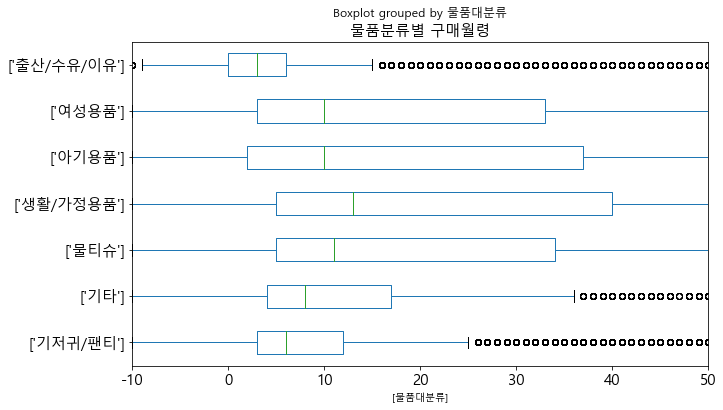 Boxplot grouped by 물품대분류
물품분류별 구매월령
['출산/수유/이유']
['여성용품']
['아기용품']
['생활/가정용품']
['물티슈']
['기타']
['기저귀/팬티']
-10 0 10 20 30 40 50
[물품대분류]